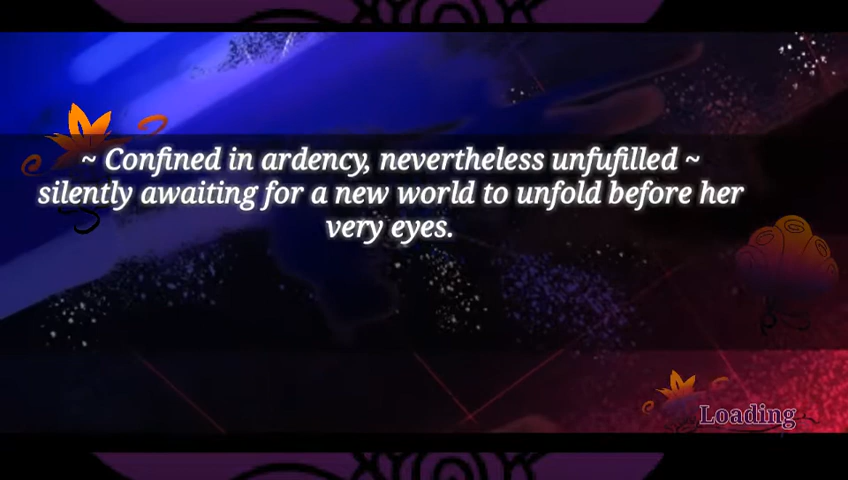 ~ Confined in ardency, nevertheless unfufilled ~
silently awaiting for a new world to unfold before her
very eyes.
Loading